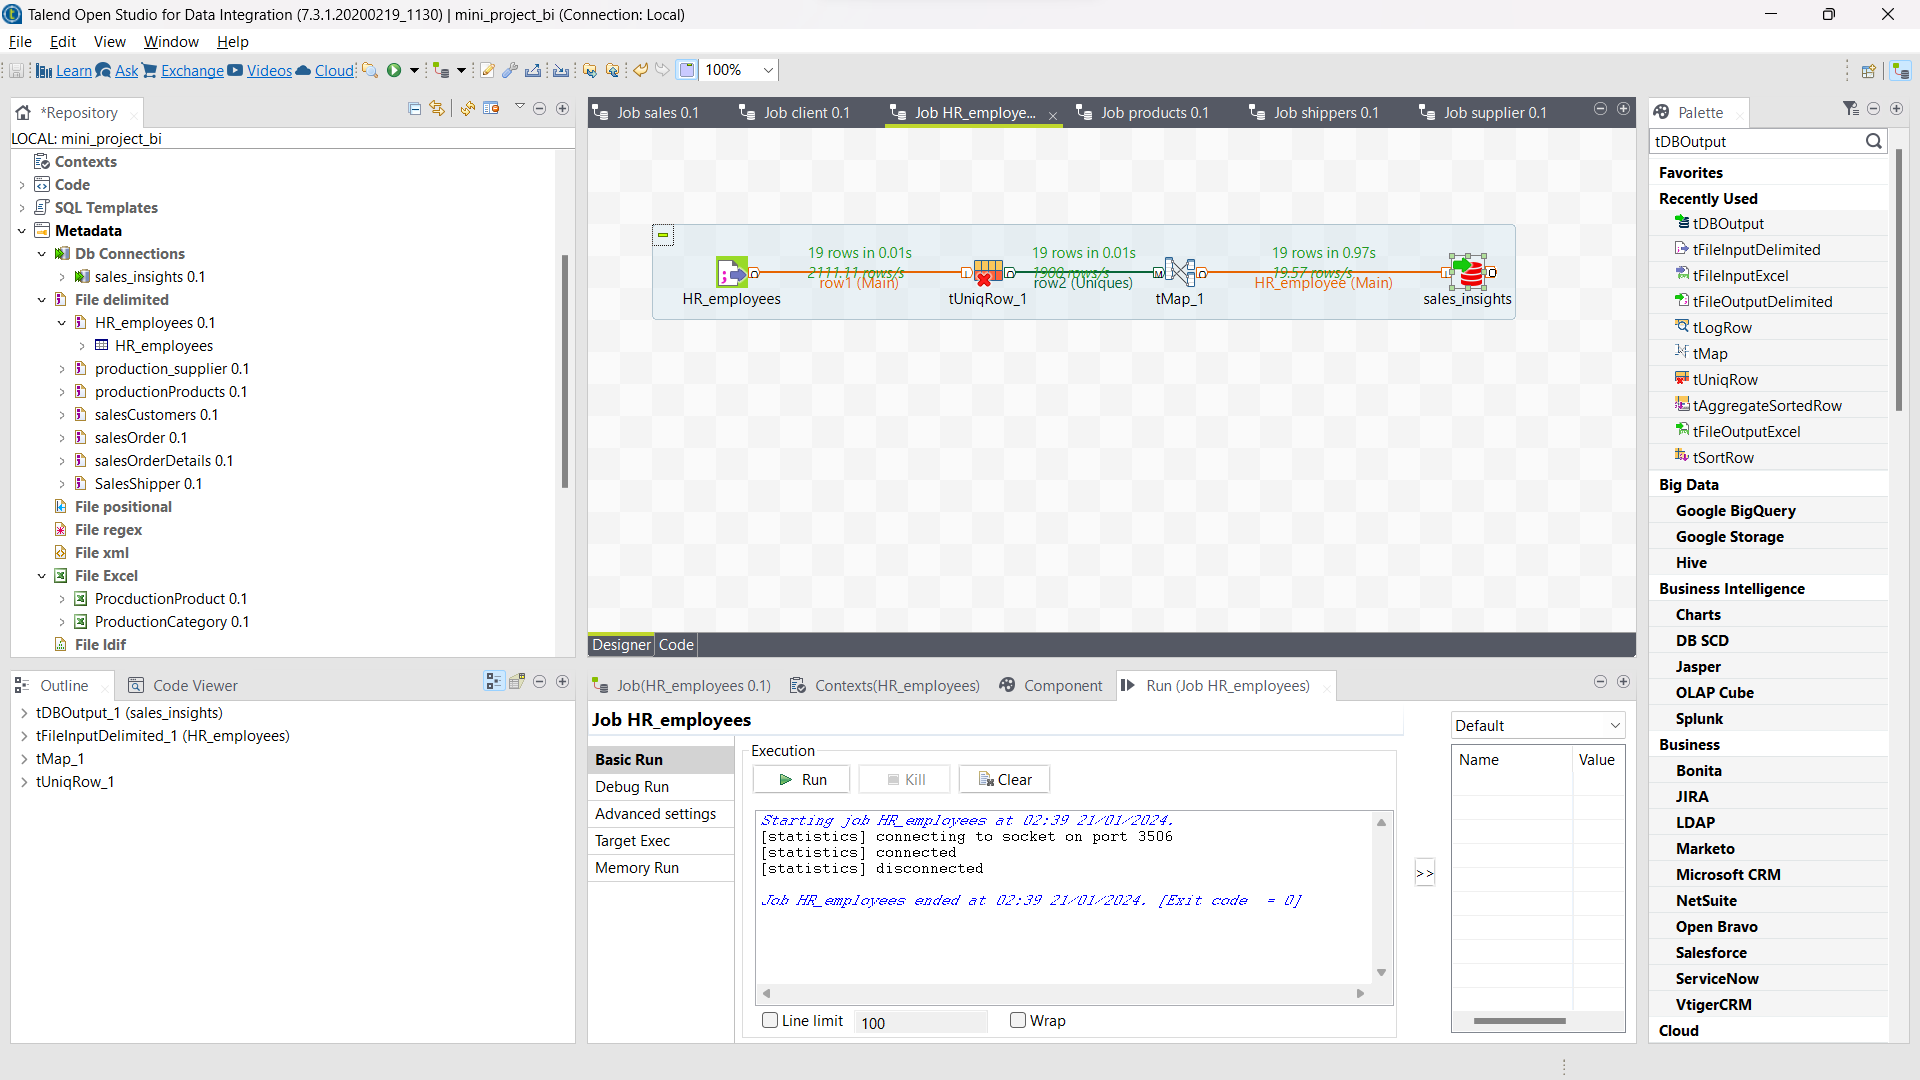 Talend Open Studio for Data Integration (7.3.1.20200219_1130) | mini_project_bi (Connection: Local)
File Edit View Window Help
Learn Ask Exchange Videos Cloud 100%
*Repository
LOCAL: mini_project_bi
Contexts
Code
SQL Templates
Metadata
Db Connections
sales_insights 0.1
File delimited
HR_employees 0.1
HR_employees
production_supplier 0.1
productionProducts 0.1
salesCustomers 0.1
salesOrder 0.1
salesOrderDetails 0.1
SalesShipper 0.1
File positional
File regex
File xml
File Excel
ProcductionProduct 0.1
ProductionCategory 0.1
File ldif
Job sales 0.1 Job client 0.1 Job HR_employe... Job products 0.1 Job shippers 0.1 Job supplier 0.1
19 rows in 0.01s 19 rows in 0.01s 19 rows in 0.97s
2111.11 rows/s 1900 rows/s 19.57 rows/s
row1 (Main) row2 (Uniques) HR_employee (Main)
HR_employees tUniqRow_1 tMap_1 sales_insights
Designer Code
Palette
tDBOutput
Favorites
Recently Used
tDBOutput
tFileInputDelimited
tFileInputExcel
tFileOutputDelimited
tLogRow
tMap
tUniqRow
tAggregateSortedRow
tFileOutputExcel
tSortRow
Big Data
Google BigQuery
Google Storage
Hive
Business Intelligence
Charts
DB SCD
Jasper
OLAP Cube
Splunk
Business
Bonita
JIRA
LDAP
Marketo
Microsoft CRM
NetSuite
Open Bravo
Salesforce
ServiceNow
VtigerCRM
Cloud
Outline Code Viewer
tDBOutput_1 (sales_insights)
tFileInputDelimited_1 (HR_employees)
tMap_1
tUniqRow_1
Job(HR_employees 0.1) Contexts(HR_employees) Component Run (Job HR_employees)
Job HR_employees
Basic Run
Debug Run
Advanced settings
Target Exec
Memory Run
Execution
Run Kill Clear
Starting job HR_employees at 02:39 21/01/2024.
[statistics] connecting to socket on port 3506
[statistics] connected
[statistics] disconnected
Job HR_employees ended at 02:39 21/01/2024. [Exit code  = 0]
Line limit 100 Wrap
>>
Default
Name Value